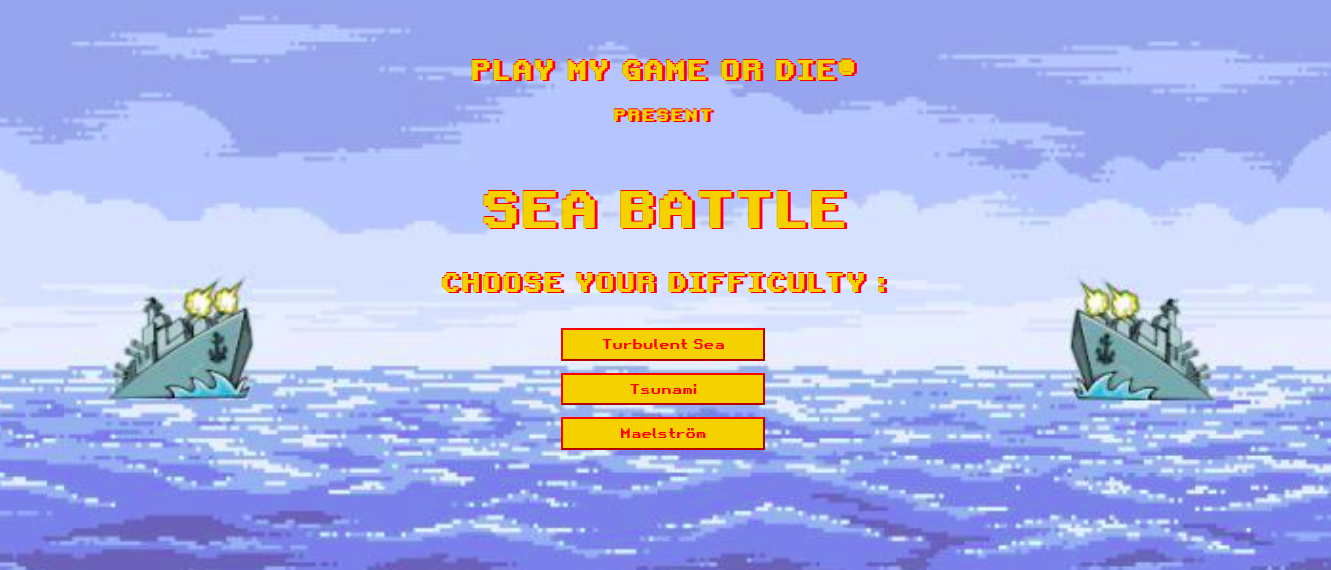 PLAY MY GAME OR DIE®
PRESENT
SEA BATTLE
CHOOSE YOUR DIFFICULTY :
Turbulent Sea
Tsunami
Maelström